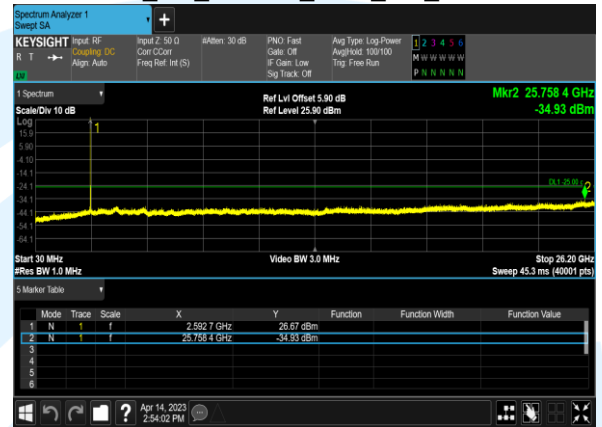 Spectrum Analyzer 1
Swept SA
KEYSIGHT Input: RF Input Z: 50 Ω #Atten: 30 dB PNO: Fast Avg Type: Log-Power 1 2 3 4 5 6
R T Coupling: DC Corr CCorr Gate: Off Avg|Hold: 100/100 M W W W W W
Align: Auto Freq Ref: Int (S) IF Gain: Low Trig: Free Run P N N N N N
LW Sig Track: Off
1 Spectrum Ref Lvl Offset 5.90 dB Mkr2 25.758 4 GHz
Scale/Div 10 dB Ref Level 25.90 dBm -34.93 dBm
Log
15.9 1
5.90
-4.10
-14.1
-24.1 2
-34.1
-44.1
-54.1
-64.1
Start 30 MHz Video BW 3.0 MHz Stop 26.20 GHz
#Res BW 1.0 MHz Sweep 45.3 ms (40001 pts)
5 Marker Table
Mode Trace Scale X Y Function Function Width Function Value
1 N 1 f 2.592 7 GHz 26.67 dBm
2 N 1 f 25.758 4 GHz -34.93 dBm
3
4
5
6
? Apr 14, 2023
2:54:02 PM